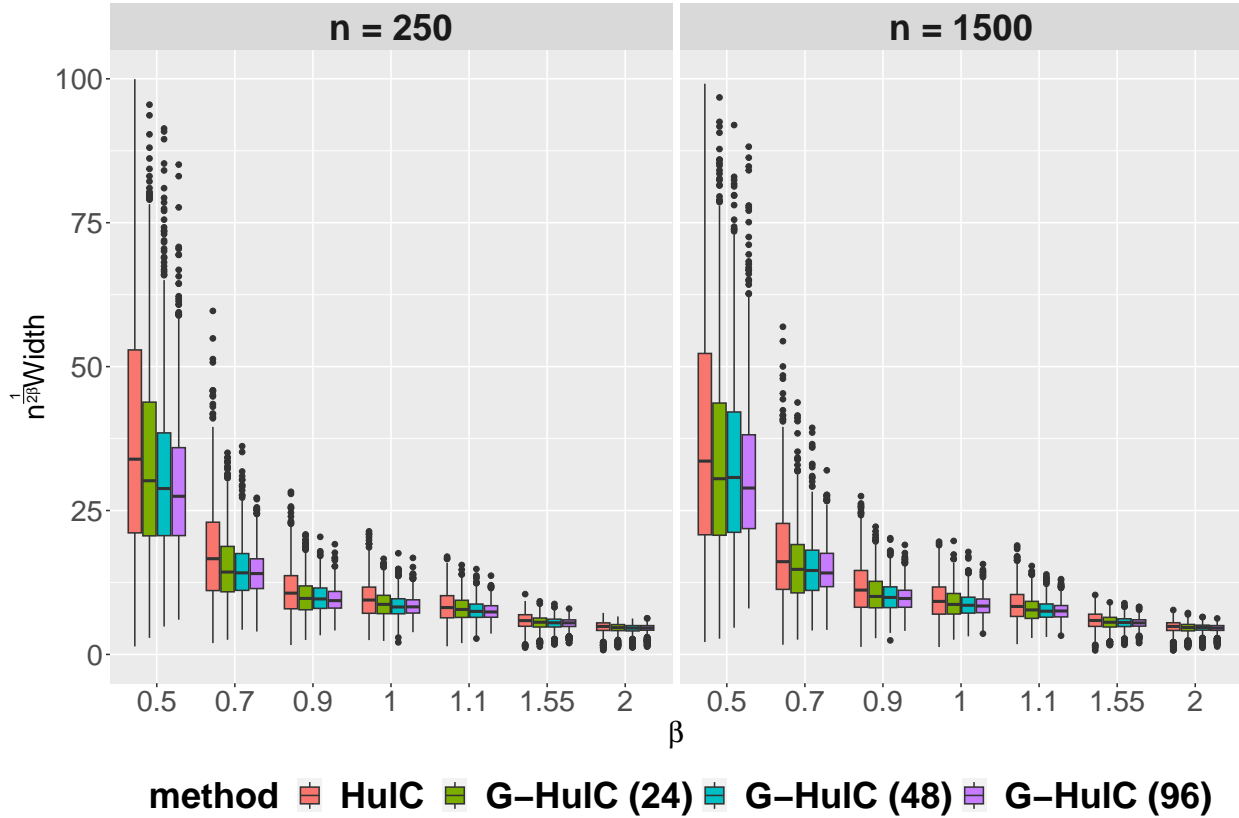 n = 250 n = 1500
100
75
50
25
0
n^{\frac{1}{2β}}Width
0.5 0.7 0.9 1 1.1 1.55 2 0.5 0.7 0.9 1 1.1 1.55 2
β
method HulC G−HulC (24) G−HulC (48) G−HulC (96)